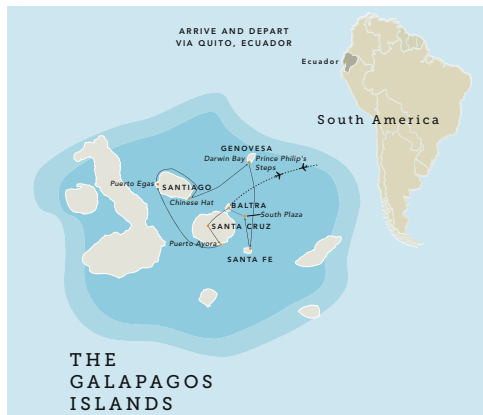 ARRIVE AND DEPART
VIA QUITO, ECUADOR
Ecuador
South America
GENOVESA
Darwin Bay
Prince Philip's
Steps
Puerto Egas
SANTIAGO
Chinese Hat
BALTRA
South Plaza
SANTA CRUZ
Puerto Ayora
SANTA FE
THE
GALAPAGOS
ISLANDS